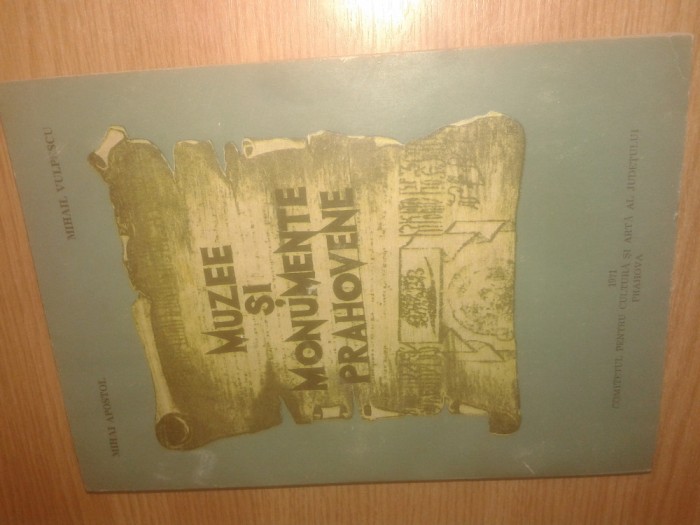 MIHAI APOSTOL
MIHAIL VULPESCU
MUZEE
ȘI
MONUMENTE
PRAHOVENE
1971
COMITETUL PENTRU CULTURĂ ȘI ARTĂ AL JUDEȚULUI
PRAHOVA